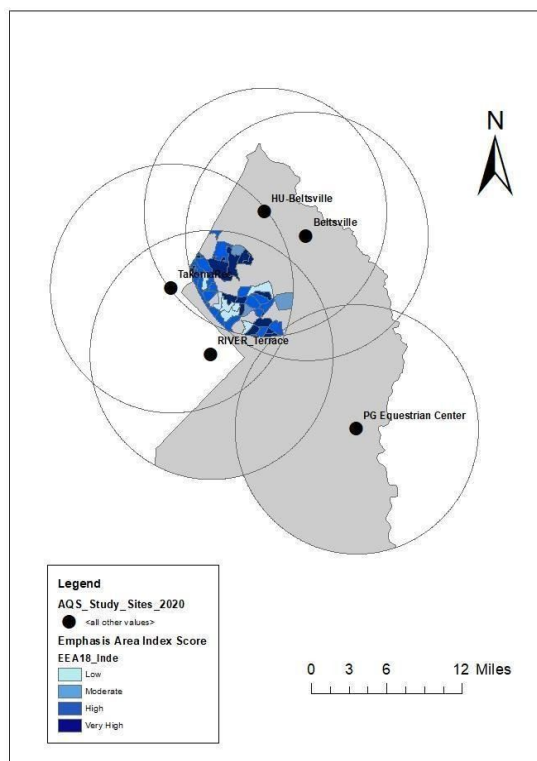 N
HU-Beltsville
Beltsville
RIVER_Terrace
PG Equestrian Center
Legend
AQS_Study_Sites_2020
<all other values>
Emphasis Area Index Score
EEA18_Inde
Low
Moderate
High
Very High
0 3 6 12 Miles